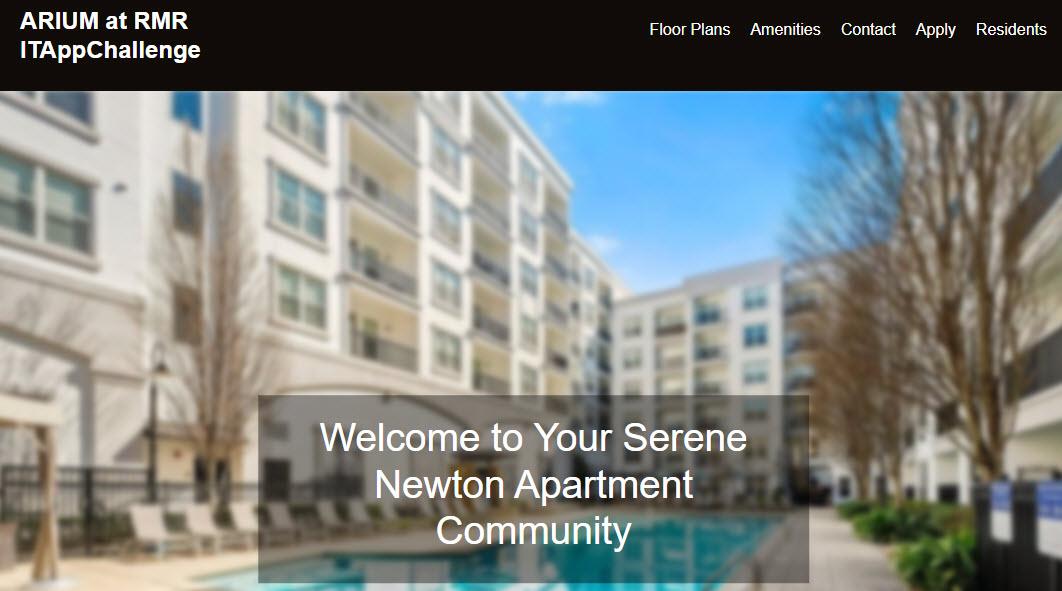 ARIUM at RMR
ITAppChallenge
Floor Plans Amenities Contact Apply Residents
Welcome to Your Serene
Newton Apartment
Community